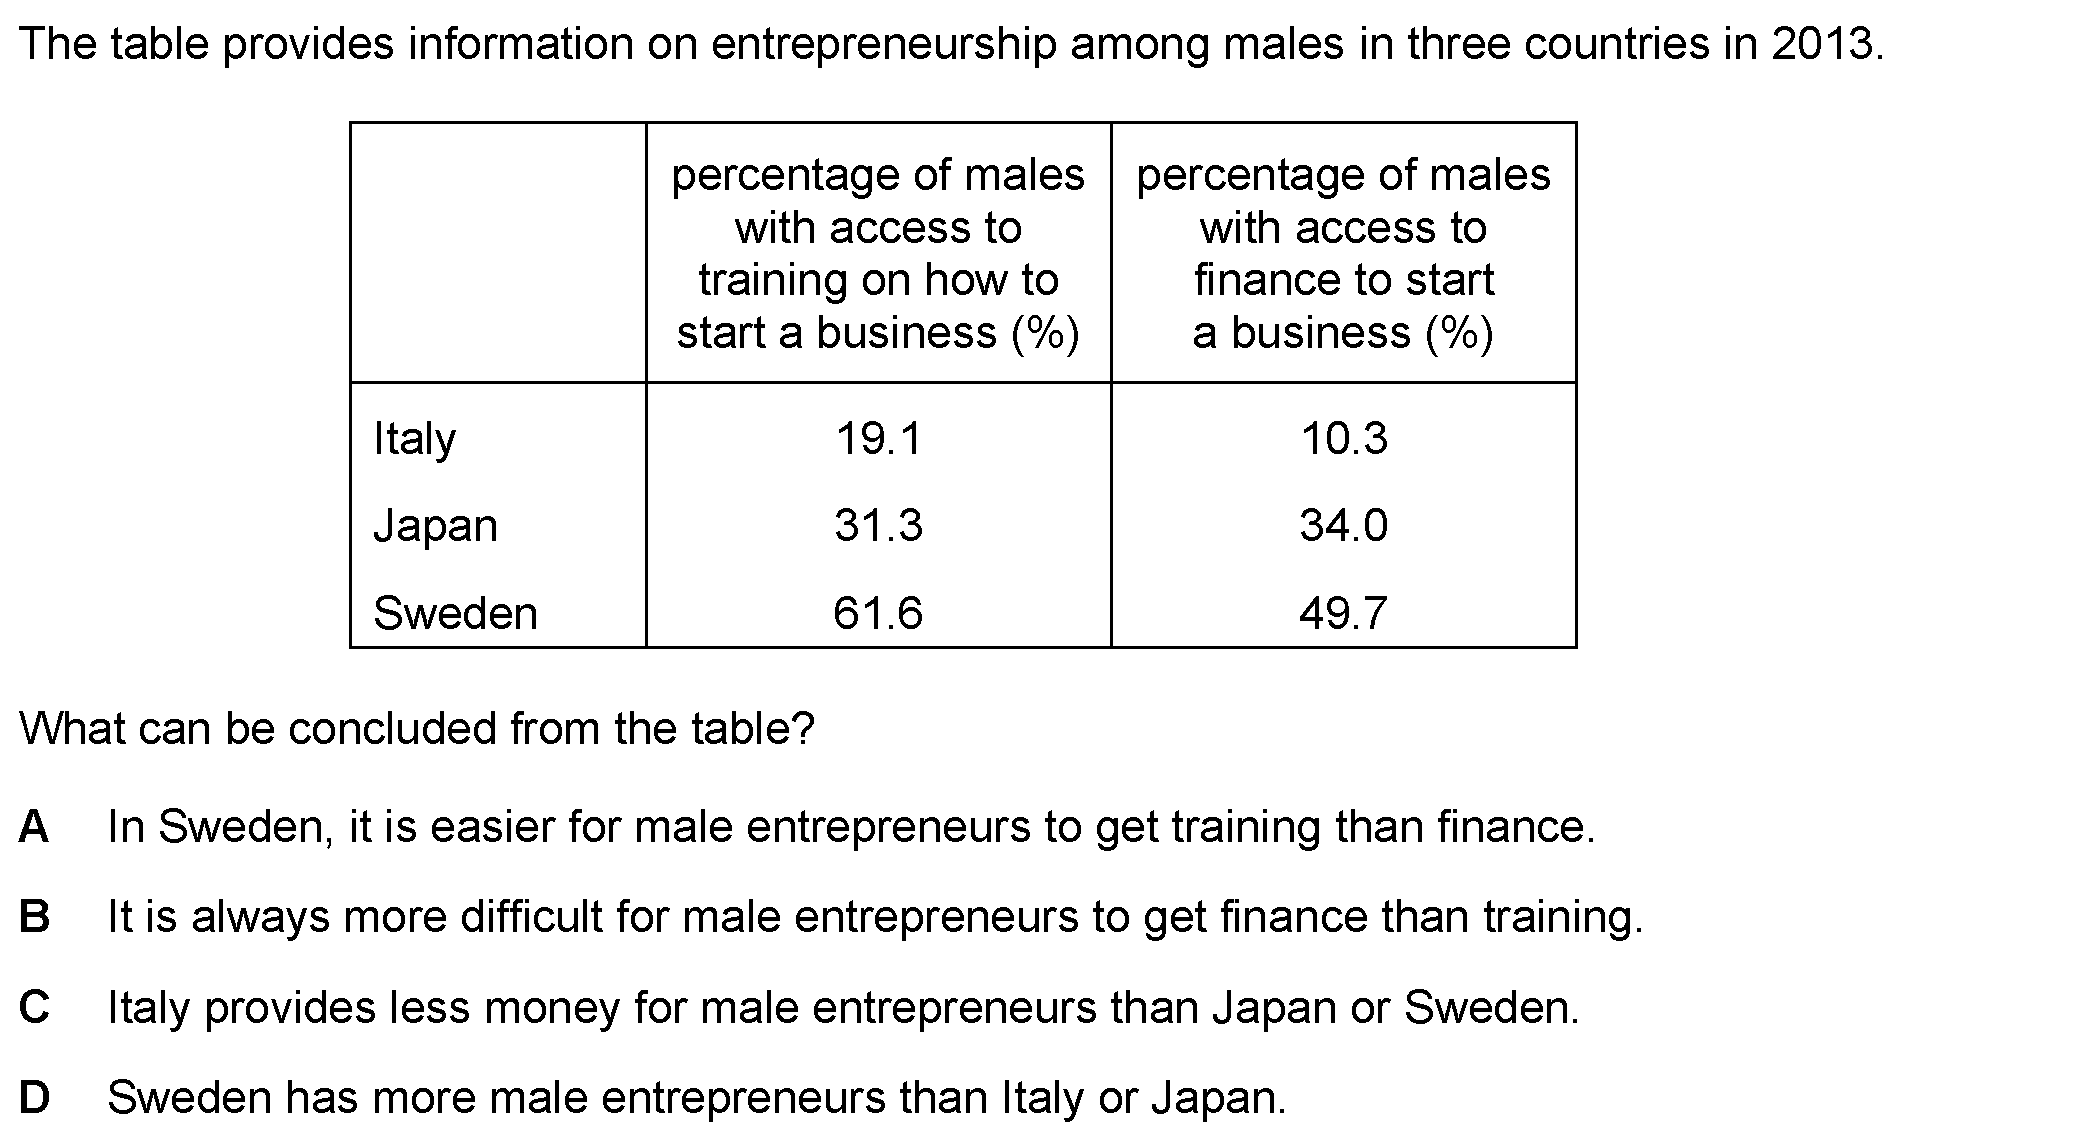 The table provides information on entrepreneurship among males in three countries in 2013.
percentage of males with access to training on how to start a business (%)
percentage of males with access to finance to start a business (%)
Italy 19.1 10.3
Japan 31.3 34.0
Sweden 61.6 49.7
What can be concluded from the table?
A In Sweden, it is easier for male entrepreneurs to get training than finance.
B It is always more difficult for male entrepreneurs to get finance than training.
C Italy provides less money for male entrepreneurs than Japan or Sweden.
D Sweden has more male entrepreneurs than Italy or Japan.